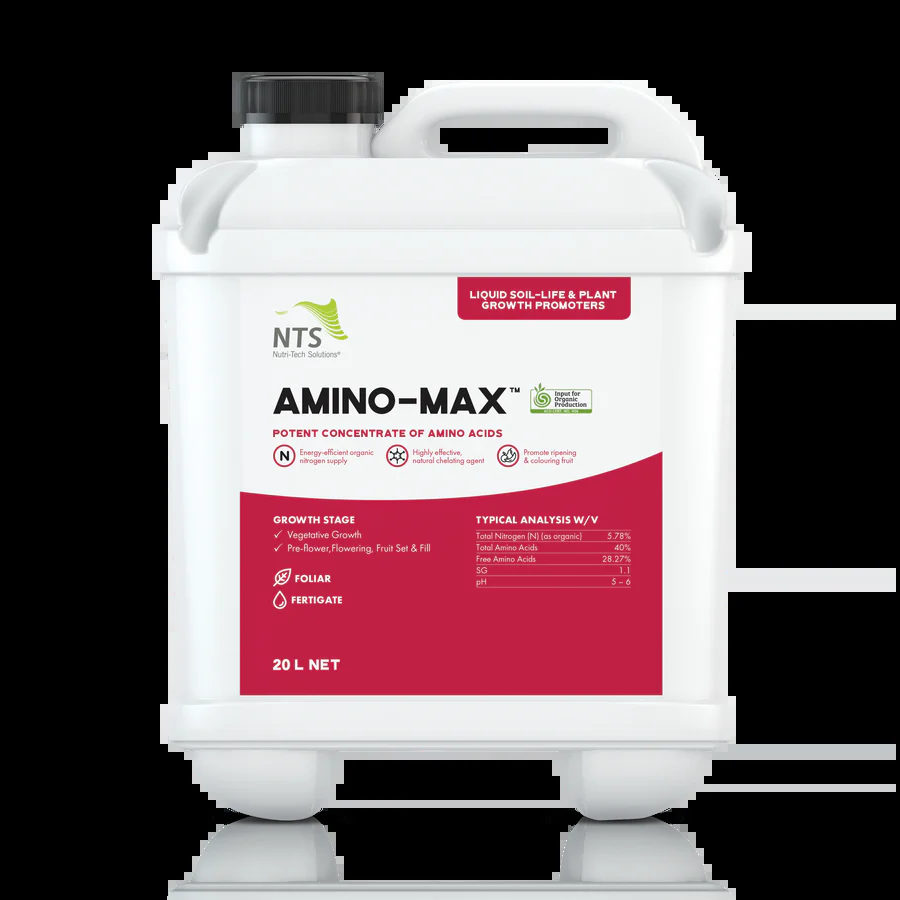 LIQUID SOIL-LIFE & PLANT
GROWTH PROMOTERS
NTS
Nutri-Tech Solutions®
AMINO-MAX™
Input for
Organic
Production
POTENT CONCENTRATE OF AMINO ACIDS
N
Energy-efficient organic
nitrogen supply
Highly effective,
natural chelating agent
Promote ripening
& colouring fruit
GROWTH STAGE
✓ Vegetative Growth
✓ Pre-flower, Flowering, Fruit Set & Fill
FOLIAR
FERTIGATE
TYPICAL ANALYSIS W/V
Total Nitrogen (N) (as organic) 5.78%
Total Amino Acids 40%
Free Amino Acids 28.27%
SG 1.1
pH 5 – 6
20 L NET